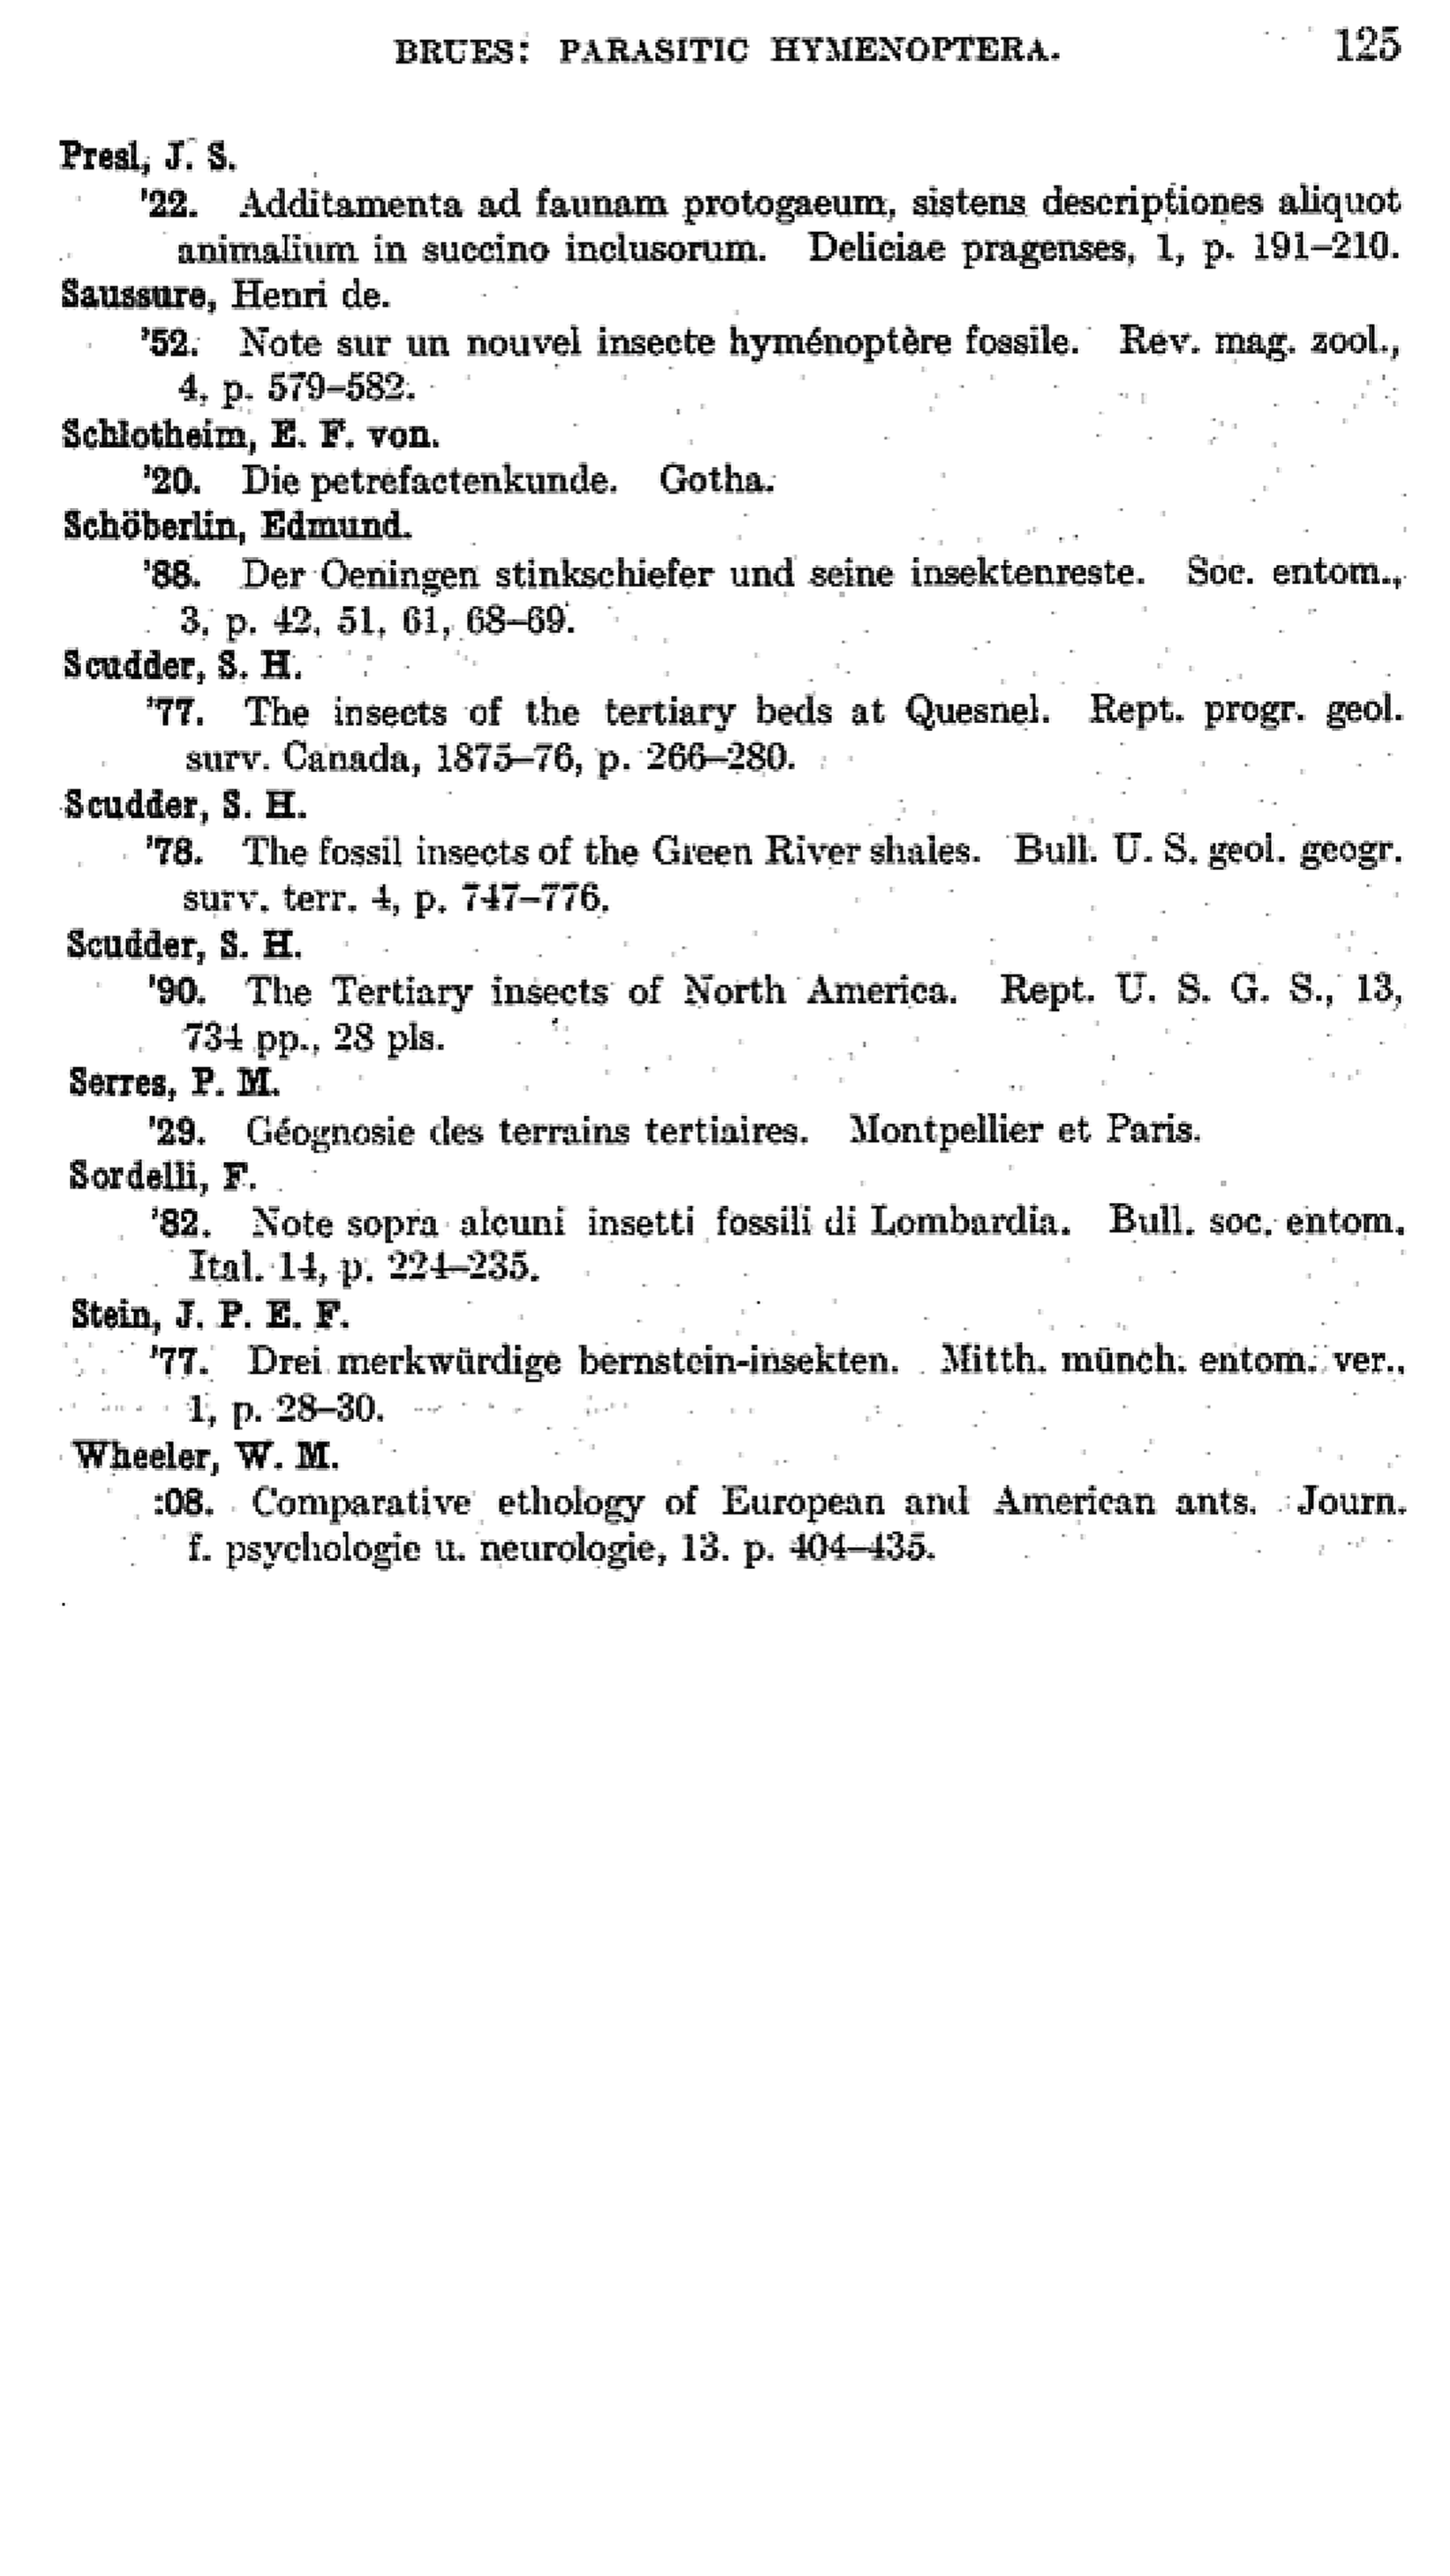 BRUES: PARASITIC HYMENOPTERA. 125
Presl, J. S.
'22. Additamenta ad faunam protogaeum, sistens descriptiones aliquot
animalium in succino inclusorum. Deliciae pragenses, 1, p. 191–210.
Saussure, Henri de.
'52. Note sur un nouvel insecte hyménoptère fossile. Rev. mag. zool.,
4, p. 579–582.
Schlotheim, E. F. von.
'20. Die petrefactenkunde. Gotha.
Schöberlin, Edmund.
'88. Der Oeningen stinkschiefer und seine insektenreste. Soc. entom.,
3, p. 42, 51, 61, 68–69.
Scudder, S. H.
'77. The insects of the tertiary beds at Quesnel. Rept. progr. geol.
surv. Canada, 1875–76, p. 266–280.
Scudder, S. H.
'78. The fossil insects of the Green River shales. Bull. U. S. geol. geogr.
surv. terr. 4, p. 747–776.
Scudder, S. H.
'90. The Tertiary insects of North America. Rept. U. S. G. S., 13,
734 pp., 28 pls.
Serres, P. M.
'29. Géognosie des terrains tertiaires. Montpellier et Paris.
Sordelli, F.
'82. Note sopra alcuni insetti fossili di Lombardia. Bull. soc. entom.
Ital. 14, p. 224–235.
Stein, J. P. E. F.
'77. Drei merkwürdige bernstein-insekten. Mitth. münch. entom. ver.,
1, p. 28–30.
Wheeler, W. M.
:08. Comparative ethology of European and American ants. Journ.
f. psychologie u. neurologie, 13. p. 404–435.